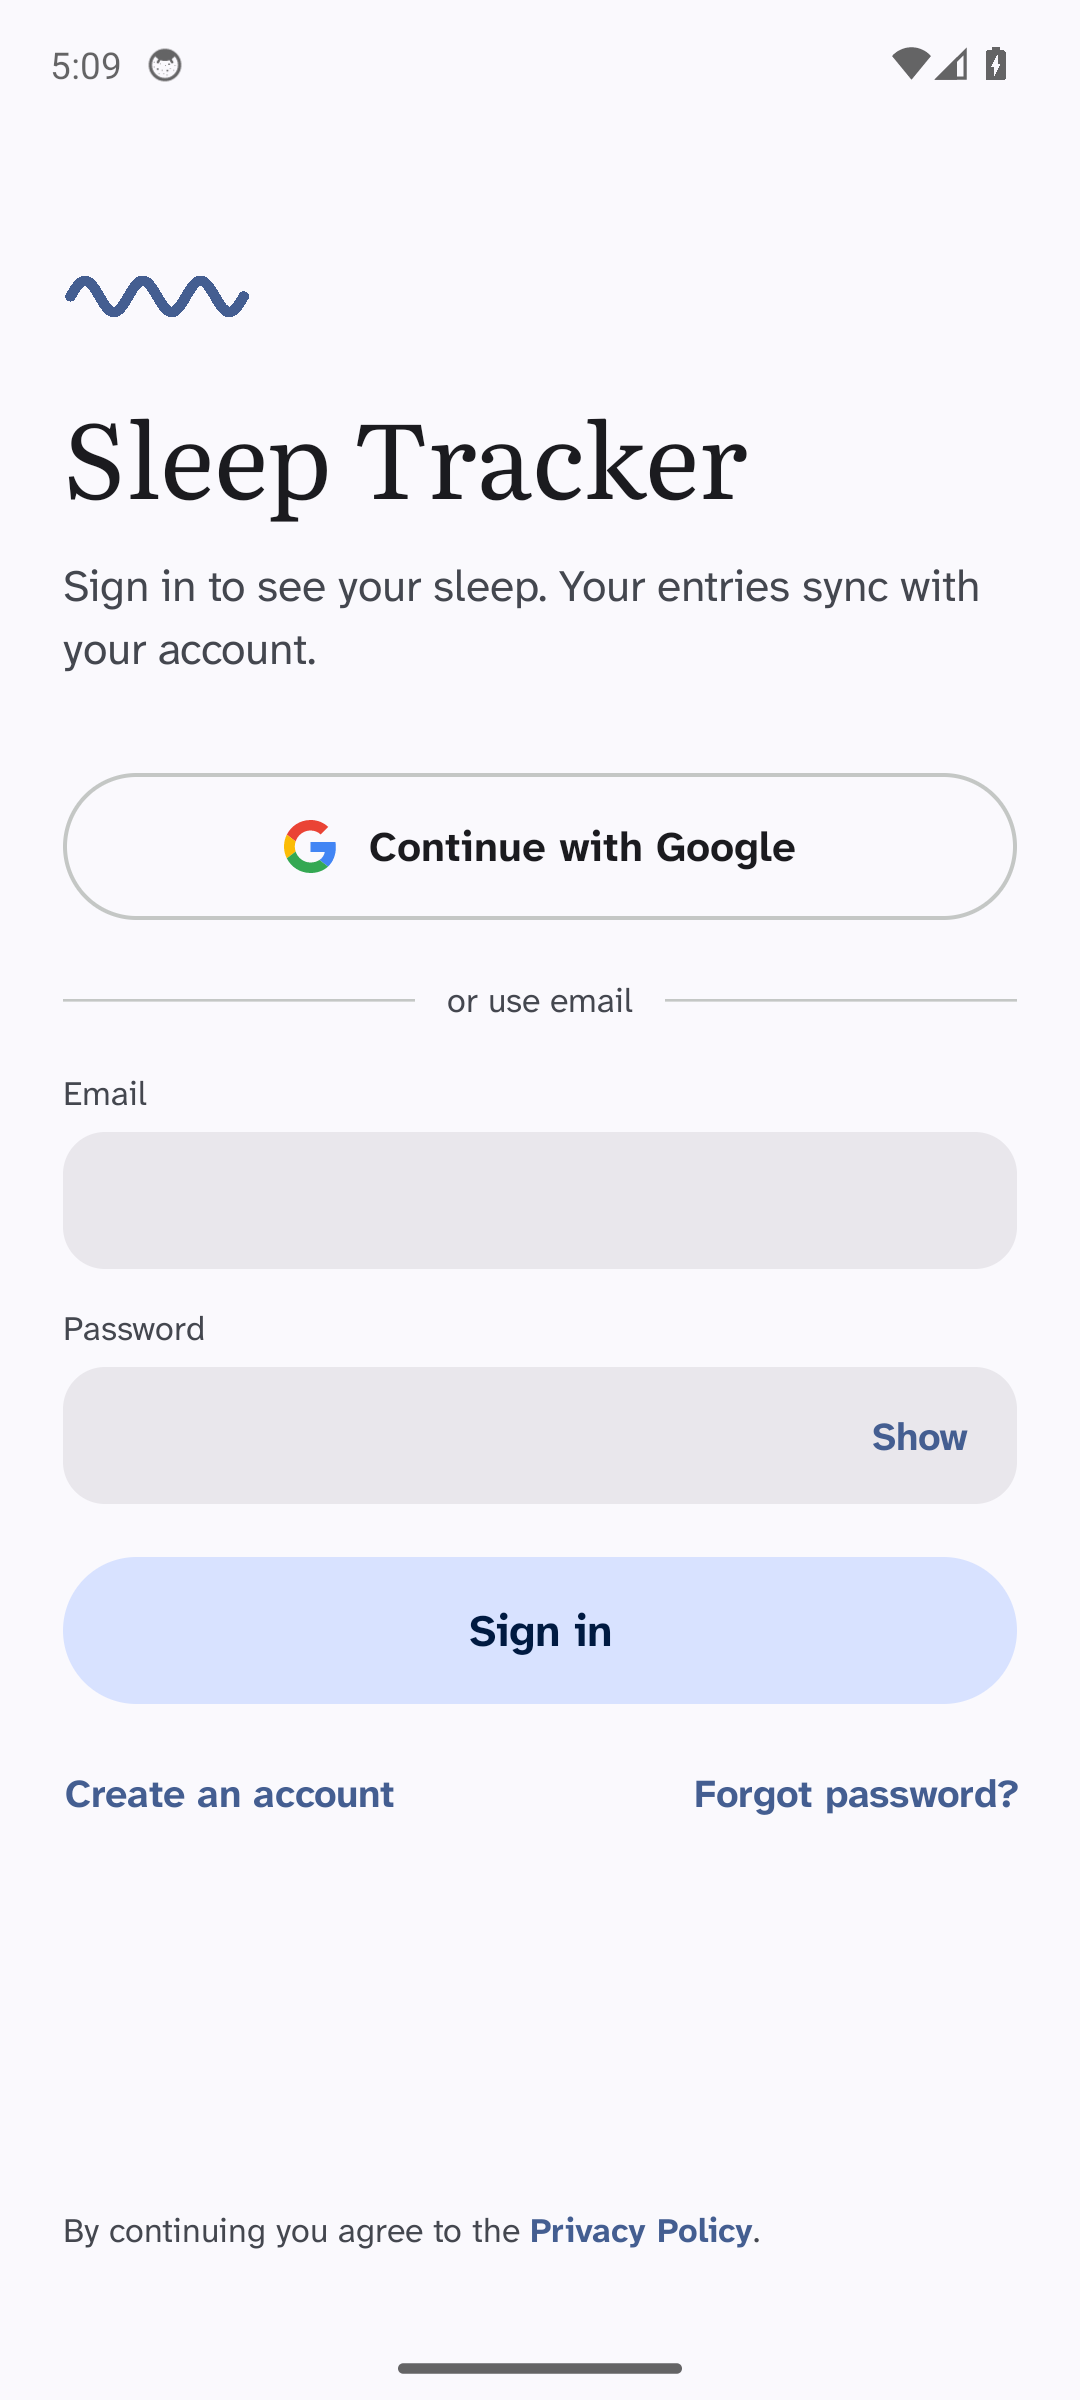 5:09
Sleep Tracker
Sign in to see your sleep. Your entries sync with
your account.
Continue with Google
or use email
Email
Password
Show
Sign in
Create an account
Forgot password?
By continuing you agree to the Privacy Policy.